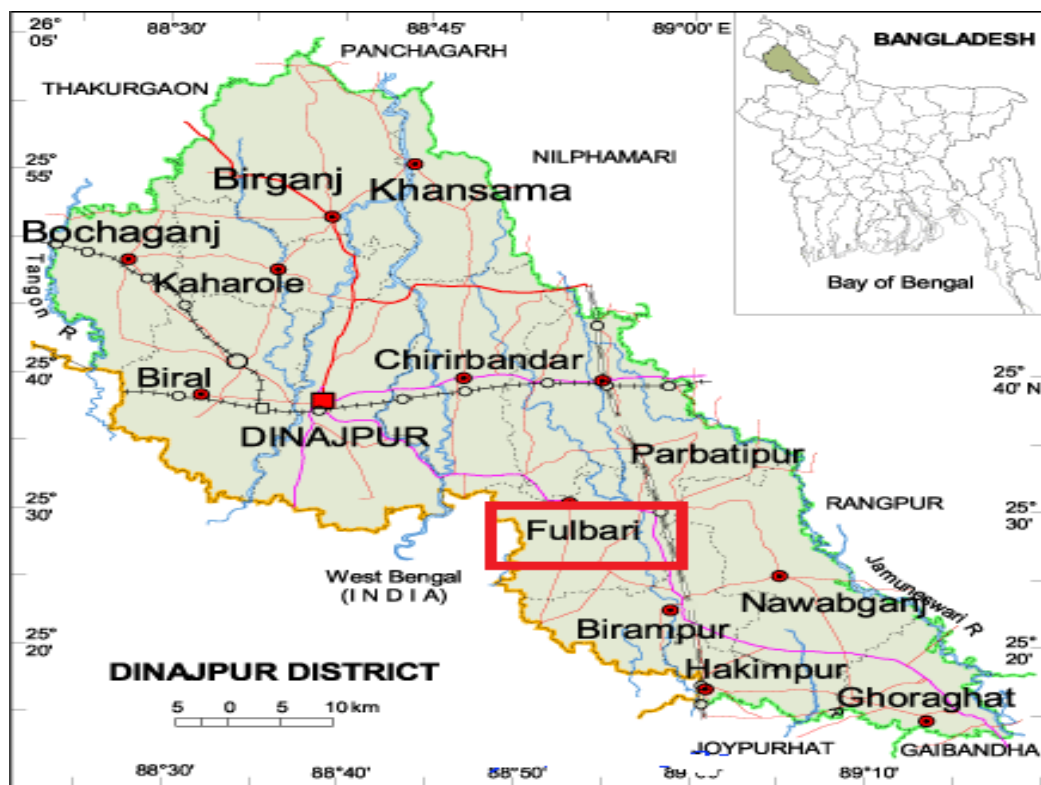 26°
05'
88°30'
88°45'
89°00' E
PANCHAGARH
BANGLADESH
THAKURGAON
25°
55'
NILPHAMARI
Birganj
Khansama
Bochaganj
Tangon R
Kaharole
Bay of Bengal
25°
40'
Chirirbandar
25°
40' N
Biral
DINAJPUR
Parbatipur
25°
30'
RANGPUR
25°
30'
Fulbari
West Bengal
(INDIA)
Jamuneswari R
Nawabganj
Birampur
25°
20'
25°
20'
DINAJPUR DISTRICT
Hakimpur
Ghoraghat
5 0 5 10 km
R
JOYPURHAT
GAIBANDHA
88°30'
88°40'
88°50'
89°00'
89°10'